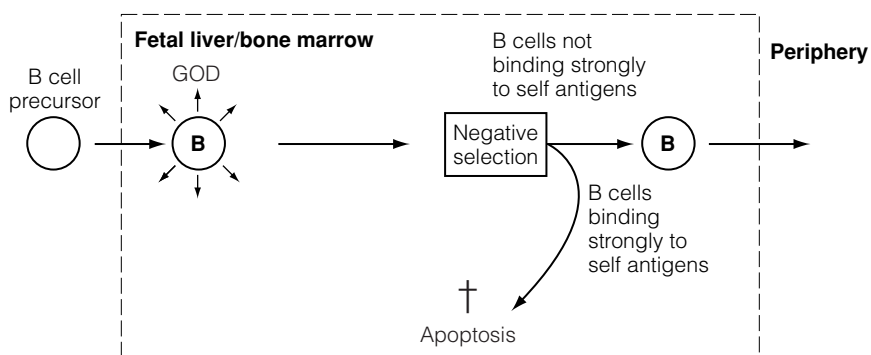 Fetal liver/bone marrow
B cells not
binding strongly
to self antigens
Periphery
B cell
precursor
GOD
B
Negative
selection
B
B cells
binding
strongly to
self antigens
†
Apoptosis